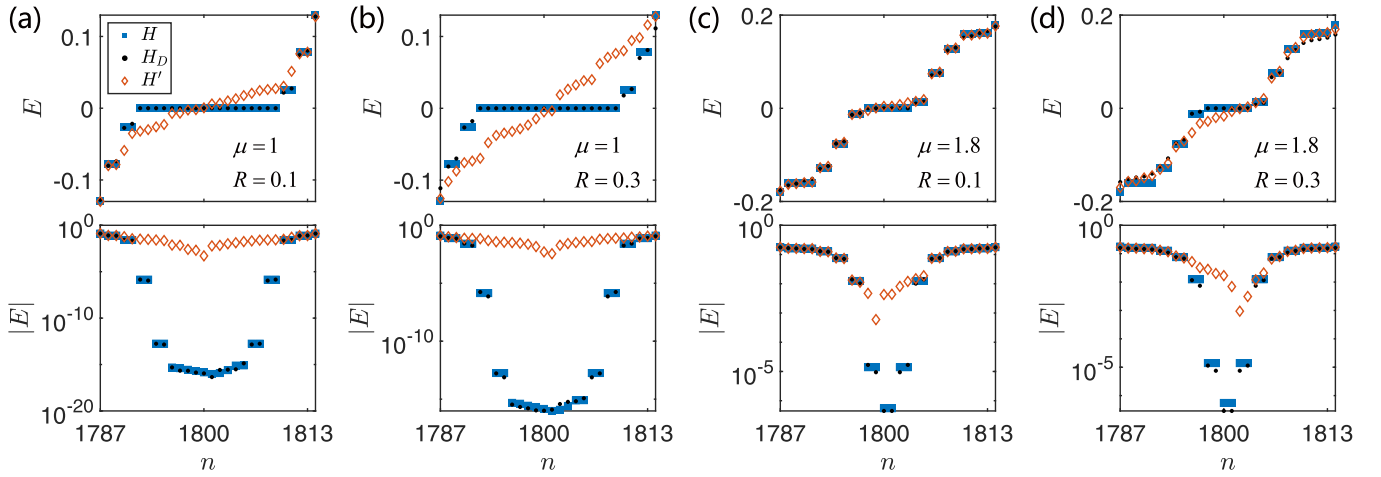 (a)
0.1
0
-0.1
E
H
H_D
H′
μ = 1
R = 0.1
10^0
10^-10
10^-20
|E|
1787
1800
1813
n
(b)
0.1
0
-0.1
E
μ = 1
R = 0.3
10^0
10^-10
|E|
1787
1800
1813
n
(c)
0.2
0
-0.2
E
μ = 1.8
R = 0.1
10^0
10^-5
|E|
1787
1800
1813
n
(d)
0.2
0
-0.2
E
μ = 1.8
R = 0.3
10^0
10^-5
|E|
1787
1800
1813
n